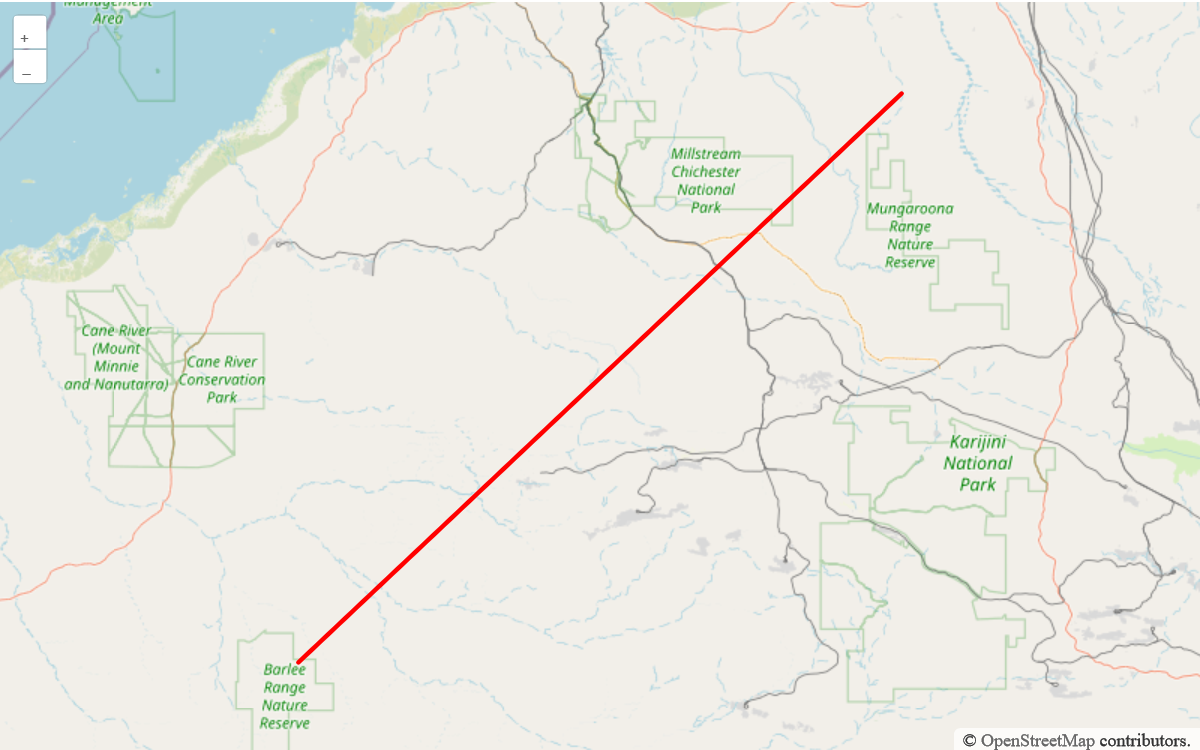 Management
Area
+
–
Millstream
Chichester
National
Park
Mungaroona
Range
Nature
Reserve
Cane River
(Mount
Minnie
and Nanutarra)
Cane River
Conservation
Park
Karijini
National
Park
Barlee
Range
Nature
Reserve
© OpenStreetMap contributors.